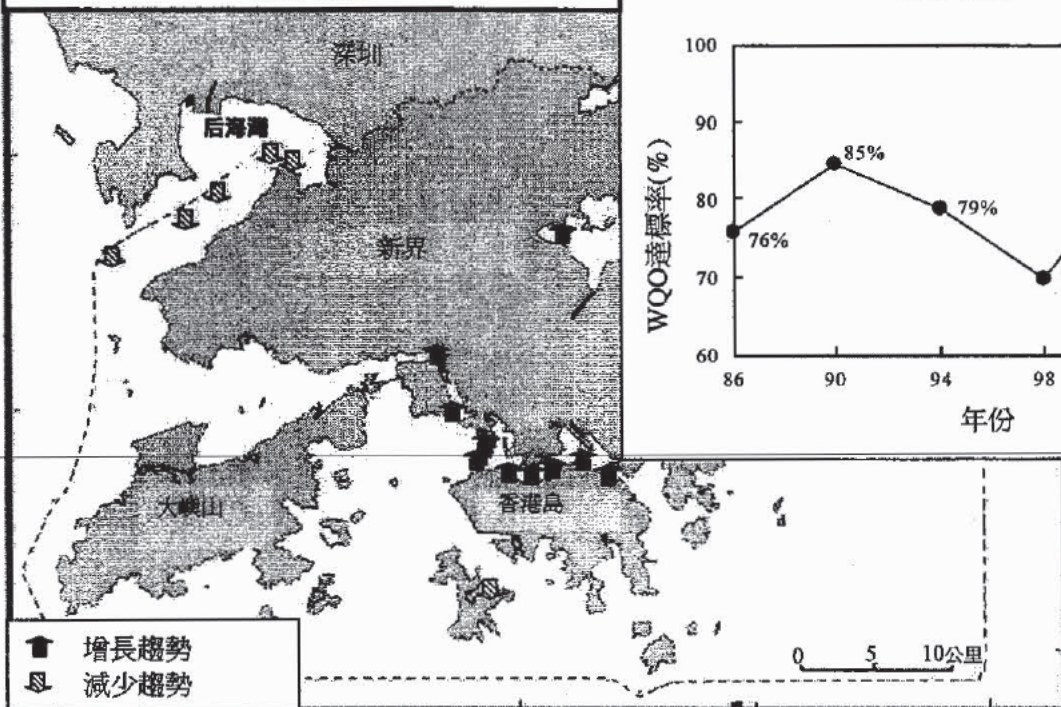 深圳
后海灣
新界
大嶼山
香港島
增長趨勢
減少趨勢
0 5 10公里
WQO達標率(%)
100
90
80
70
60
76%
85%
79%
86 90 94 98
年份